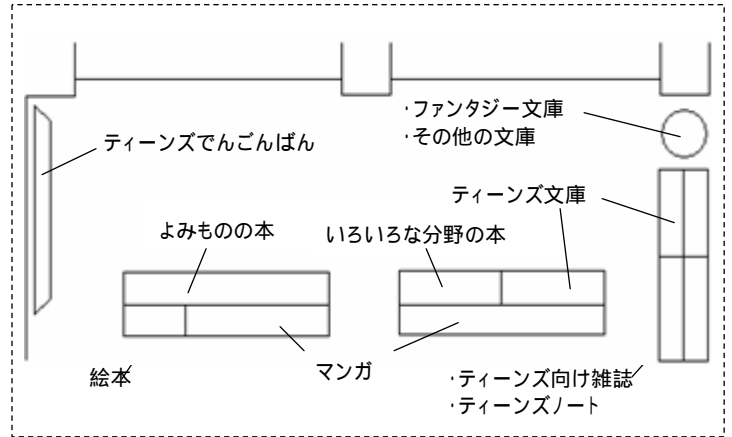 ・ファンタジー文庫
・その他の文庫
ティーンズでんごんばん
ティーンズ文庫
よみものの本
いろいろな分野の本
絵本
マンガ
・ティーンズ向け雑誌
・ティーンズノート